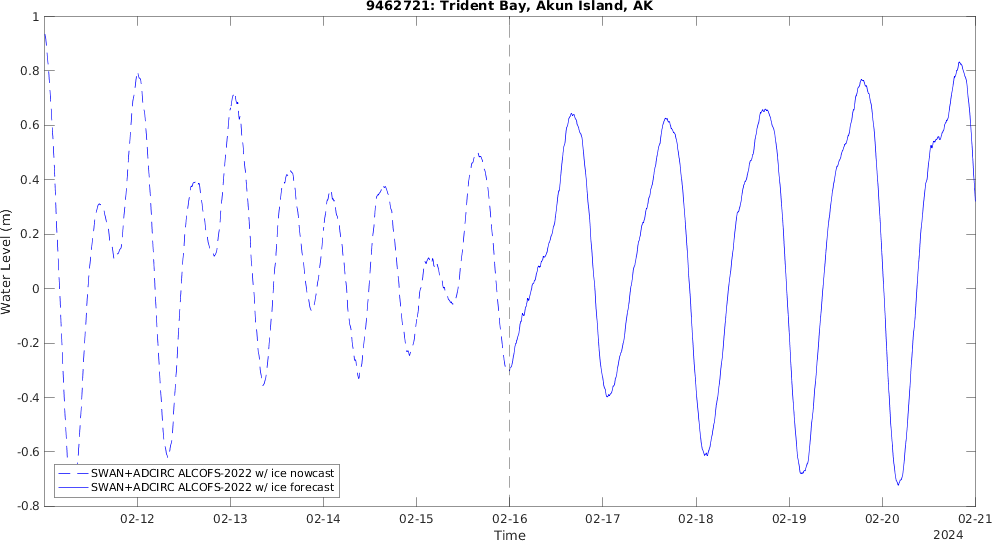 9462721: Trident Bay, Akun Island, AK
1
0.8
0.6
0.4
0.2
0
-0.2
-0.4
-0.6
-0.8
Water Level (m)
SWAN+ADCIRC ALCOFS-2022 w/ ice nowcast
SWAN+ADCIRC ALCOFS-2022 w/ ice forecast
02-12 02-13 02-14 02-15 02-16 02-17 02-18 02-19 02-20 02-21
Time
2024